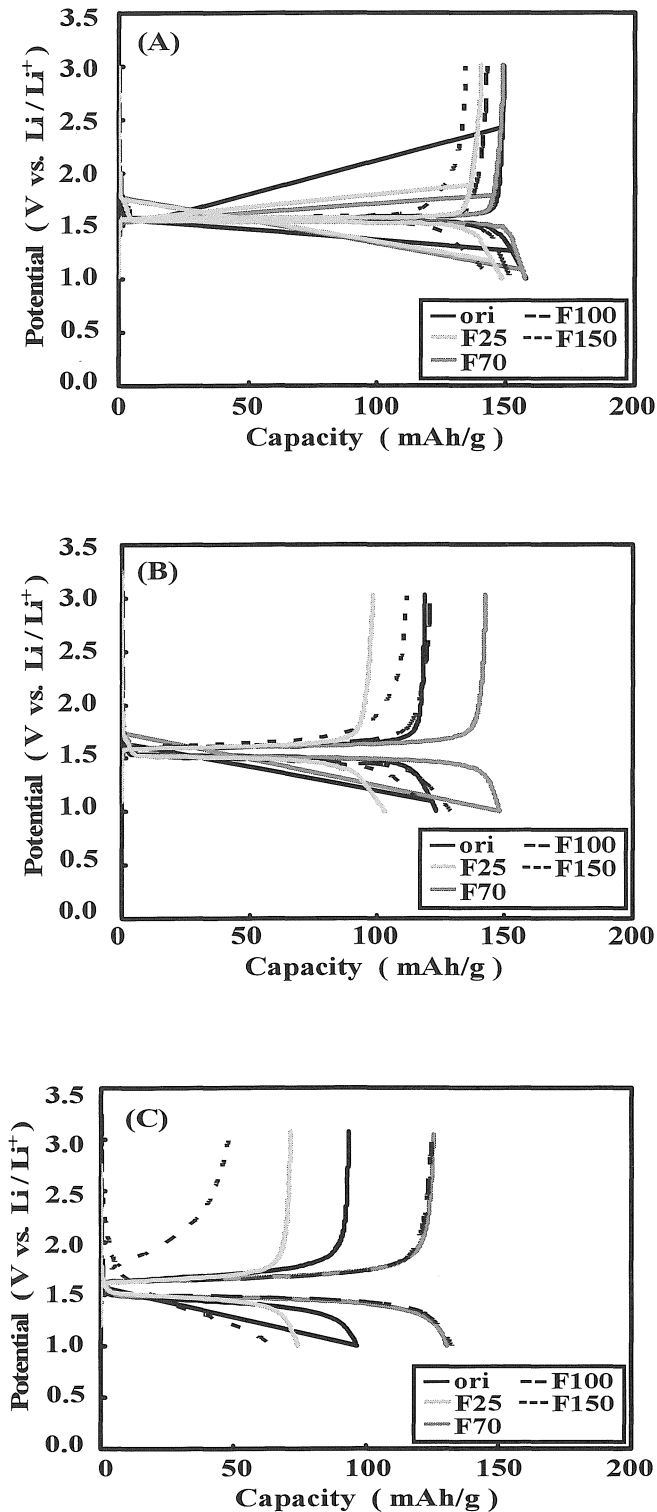 (A)
3.5
3.0
2.5
2.0
1.5
1.0
0.5
0.0
Potential ( V vs. Li / Li⁺)
0 50 100 150 200
Capacity ( mAh/g )
ori F100
F25 F150
F70
(B)
3.5
3.0
2.5
2.0
1.5
1.0
0.5
0.0
Potential ( V vs. Li / Li⁺)
0 50 100 150 200
Capacity ( mAh/g )
ori F100
F25 F150
F70
(C)
3.5
3.0
2.5
2.0
1.5
1.0
0.5
0.0
Potential ( V vs. Li / Li⁺)
0 50 100 150 200
Capacity ( mAh/g )
ori F100
F25 F150
F70